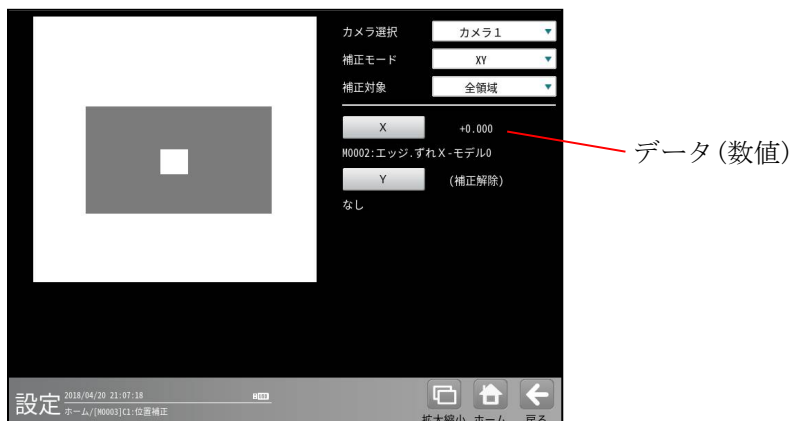 カメラ選択 カメラ1
補正モード XY
補正対象 全領域
X +0.000
データ(数値)
M0002:エッジ.ずれX-モデル0
Y (補正解除)
なし
設定
2018/04/20 21:07:18
ホーム/[M0003]C1:位置補正
拡大縮小 ホーム 戻る